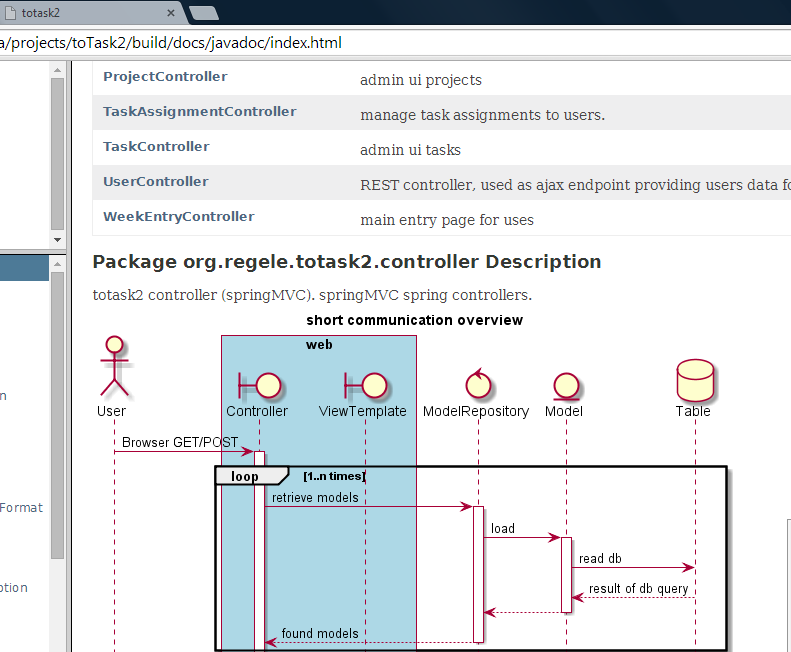 totask2
a/projects/toTask2/build/docs/javadoc/index.html
ProjectController admin ui projects
TaskAssignmentController manage task assignments to users.
TaskController admin ui tasks
UserController REST controller, used as ajax endpoint providing users data fo
WeekEntryController main entry page for uses
Package org.regele.totask2.controller Description
totask2 controller (springMVC). springMVC spring controllers.
short communication overview
web
User Controller ViewTemplate ModelRepository Model Table
n
Browser GET/POST
loop [1..n times]
retrieve models
Format
load
read db
ption
result of db query
found models